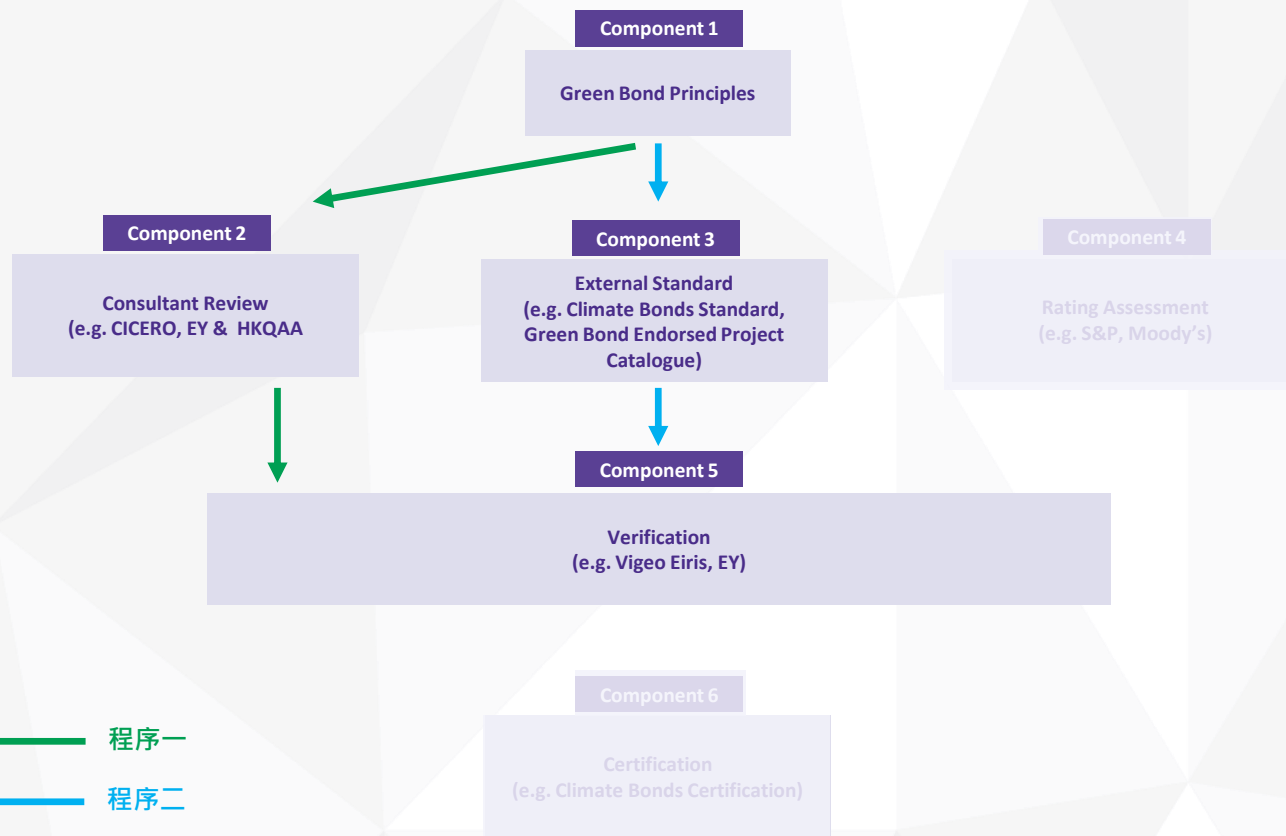 Component 1
Green Bond Principles
Component 2
Consultant Review
(e.g. CICERO, EY & HKQAA
Component 3
External Standard
(e.g. Climate Bonds Standard,
Green Bond Endorsed Project
Catalogue)
Component 4
Rating Assessment
(e.g. S&P, Moody's)
Component 5
Verification
(e.g. Vigeo Eiris, EY)
Component 6
Certification
(e.g. Climate Bonds Certification)
程序一
程序二